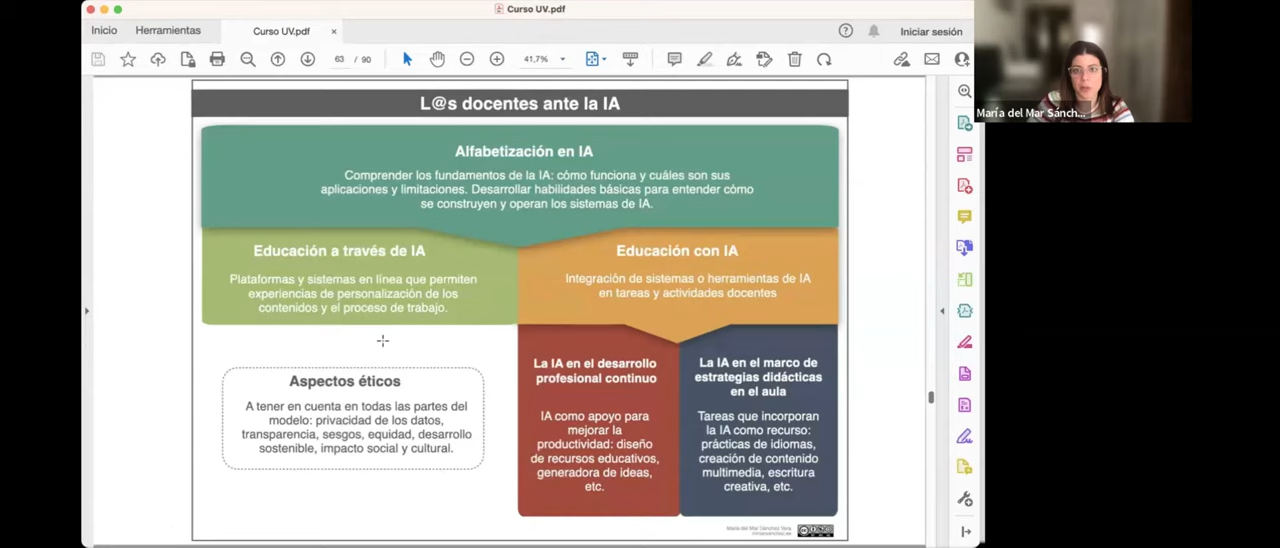 Curso UV.pdf
Inicio
Herramientas
Curso UV.pdf
×
Iniciar sesión
63 / 90
41,7%
María del Mar Sánch...
L@s docentes ante la IA
Alfabetización en IA
Comprender los fundamentos de la IA: cómo funciona y cuáles son sus
aplicaciones y limitaciones. Desarrollar habilidades básicas para entender cómo
se construyen y operan los sistemas de IA.
Educación a través de IA
Plataformas y sistemas en línea que permiten
experiencias de personalización de los
contenidos y el proceso de trabajo.
Educación con IA
Integración de sistemas o herramientas de IA
en tareas y actividades docentes
Aspectos éticos
A tener en cuenta en todas las partes del
modelo: privacidad de los datos,
transparencia, sesgos, equidad, desarrollo
sostenible, impacto social y cultural.
La IA en el desarrollo
profesional continuo
IA como apoyo para
mejorar la
productividad: diseño
de recursos educativos,
generadora de ideas,
etc.
La IA en el marco de
estrategias didácticas
en el aula
Tareas que incorporan
la IA como recurso:
prácticas de idiomas,
creación de contenido
multimedia, escritura
creativa, etc.
María del Mar Sánchez Vera